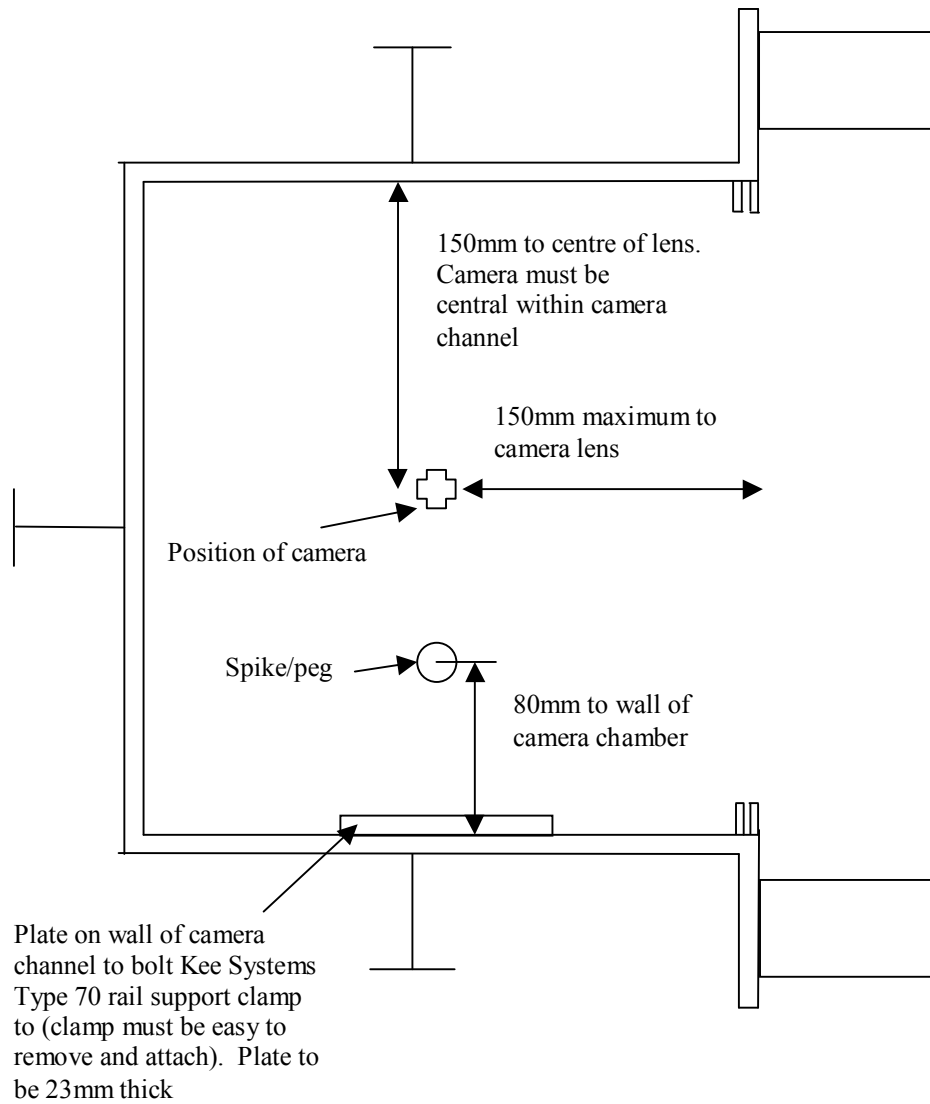 150mm to centre of lens.
Camera must be
central within camera
channel
150mm maximum to
camera lens
Position of camera
Spike/peg
80mm to wall of
camera chamber
Plate on wall of camera
channel to bolt Kee Systems
Type 70 rail support clamp
to (clamp must be easy to
remove and attach).  Plate to
be 23mm thick